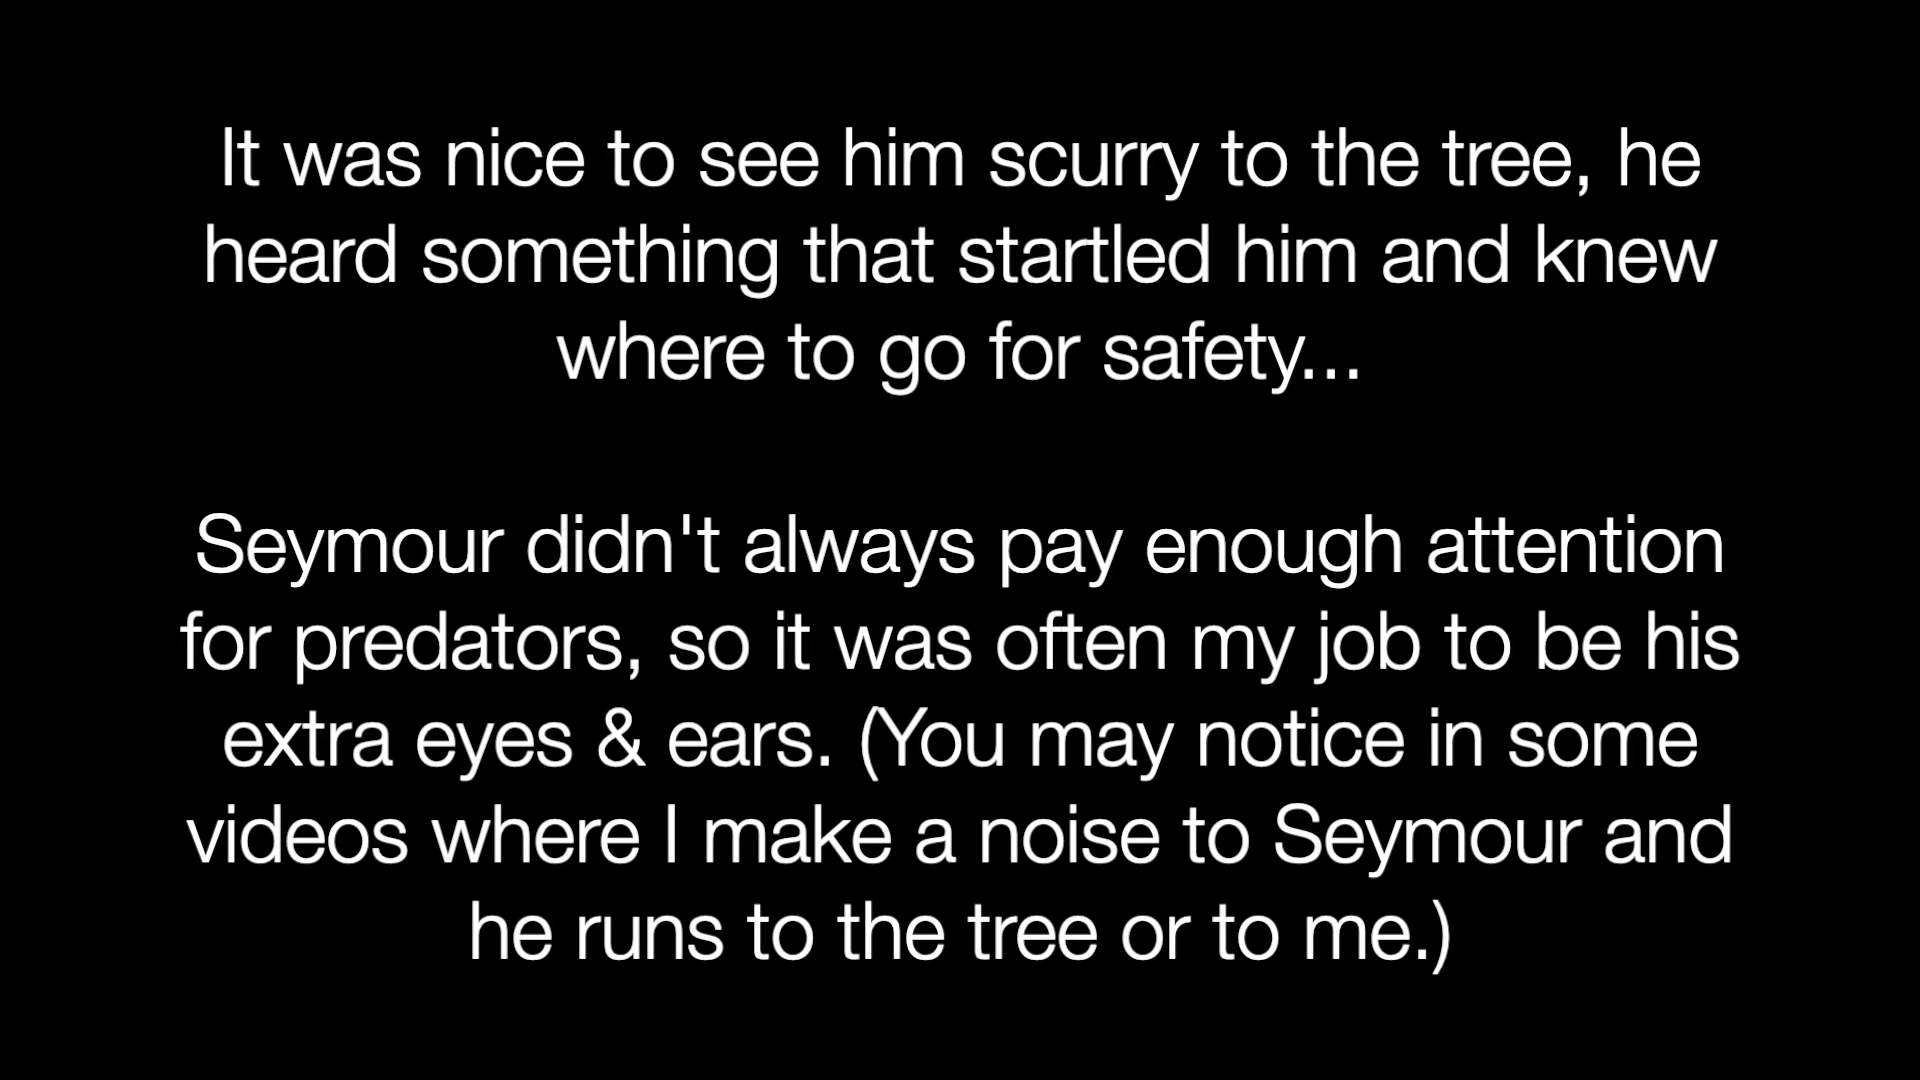 It was nice to see him scurry to the tree, he
heard something that startled him and knew
where to go for safety...
Seymour didn't always pay enough attention
for predators, so it was often my job to be his
extra eyes & ears. (You may notice in some
videos where I make a noise to Seymour and
he runs to the tree or to me.)